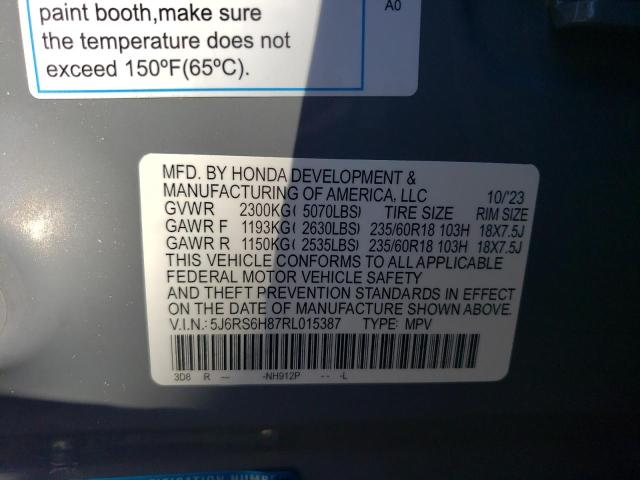 paint booth,make sure
the temperature does not
exceed 150ºF(65ºC).
A0
MFD. BY HONDA DEVELOPMENT &
MANUFACTURING OF AMERICA, LLC 10/'23
GVWR 2300KG( 5070LBS) TIRE SIZE RIM SIZE
GAWR F 1193KG( 2630LBS) 235/60R18 103H 18X7.5J
GAWR R 1150KG( 2535LBS) 235/60R18 103H 18X7.5J
THIS VEHICLE CONFORMS TO ALL APPLICABLE
FEDERAL MOTOR VEHICLE SAFETY
AND THEFT PREVENTION STANDARDS IN EFFECT
ON THE DATE OF MANUFACTURE SHOWN ABOVE.
V.I.N.: 5J6RS6H87RL015387 TYPE: MPV
3D8 R — -NH912P -- -L